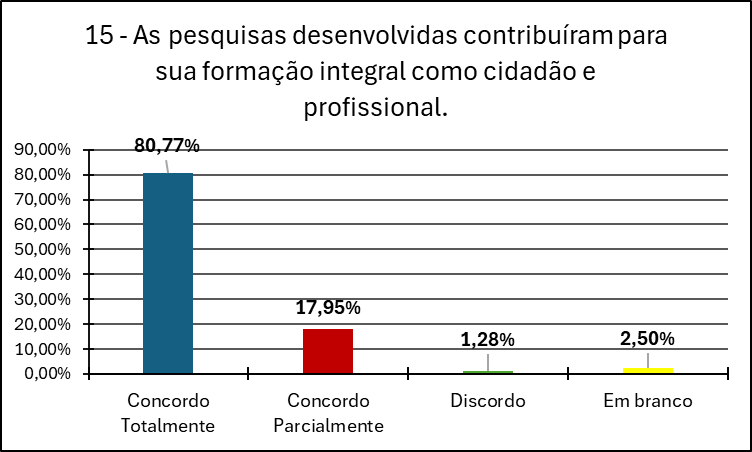 15 - As pesquisas desenvolvidas contribuíram para
sua formação integral como cidadão e
profissional.
90,00%
80,00%
70,00%
60,00%
50,00%
40,00%
30,00%
20,00%
10,00%
0,00%
80,77%
17,95%
1,28%
2,50%
Concordo
Totalmente
Concordo
Parcialmente
Discordo
Em branco